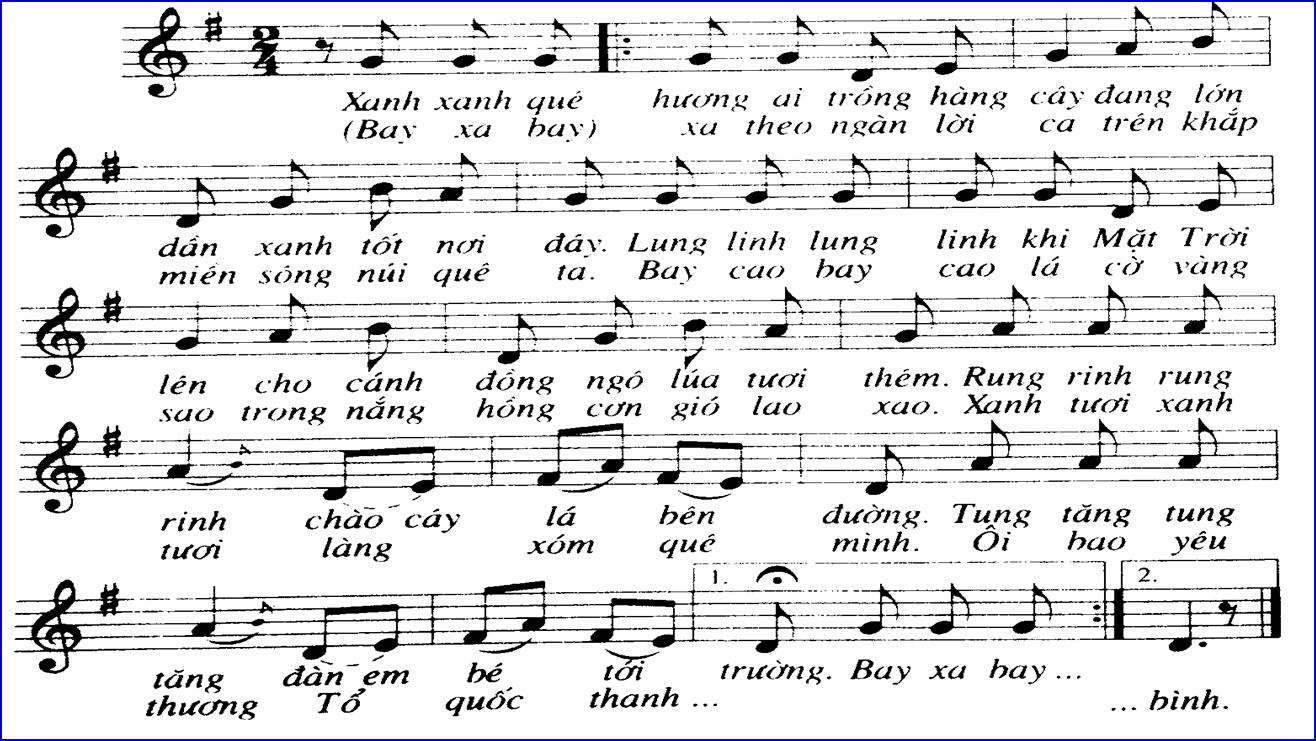 2
4
Xanh xanh quê hương ai trồng hàng cây đang lớn
(Bay xa bay) xa theo ngàn lời ca trên khắp
dần xanh tốt nơi đây. Lung linh lung linh khi Mặt Trời
miền sông núi quê ta. Bay cao bay cao lá cờ vàng
lên cho cánh đồng ngô lúa tươi thêm. Rung rinh rung
sao trong nắng hồng cơn gió lao xao. Xanh tươi xanh
rinh chào cây lá bên đường. Tung tăng tung
tươi làng xóm quê mình. Ôi bao yêu
1. 2.
tăng đàn em bé tới trường. Bay xa bay ...
thương Tổ quốc thanh ... ... bình.